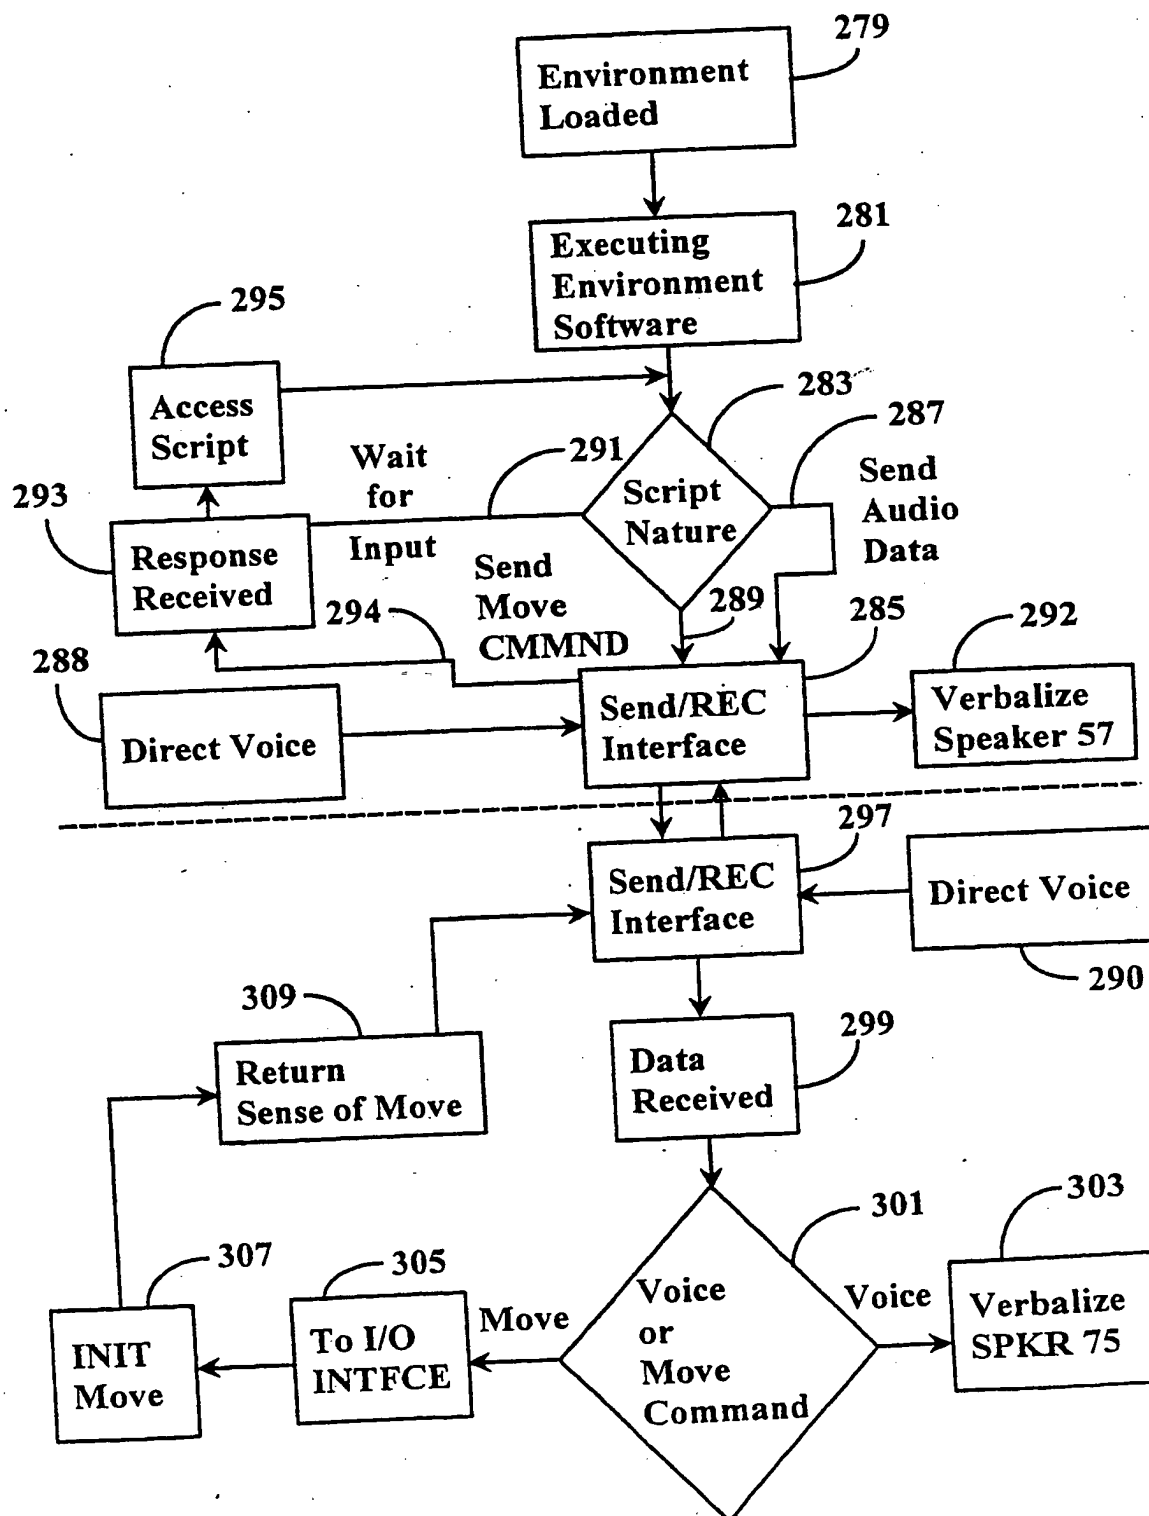 279
Environment
Loaded
281
Executing
Environment
Software
295
Access
Script
283
287
Send
Audio
Data
291
Wait
for
Input
Script
Nature
293
Response
Received
Send
Move
CMMND
289
294
285
292
288
Direct Voice
Send/REC
Interface
Verbalize
Speaker 57
297
Send/REC
Interface
Direct Voice
290
309
Return
Sense of Move
299
Data
Received
301
303
307
305
INIT
Move
To I/O
INTFCE
Move
Voice
or
Move
Command
Voice
Verbalize
SPKR 75